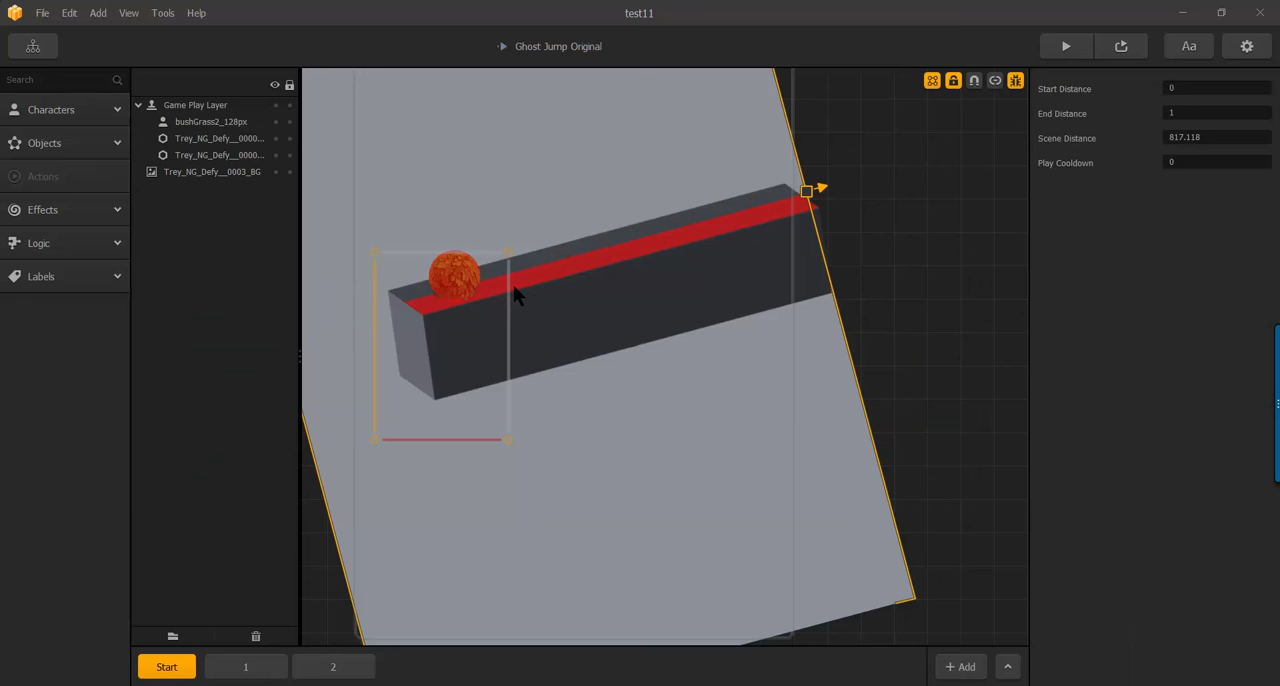 File Edit Add View Tools Help
test11
Ghost Jump Original
Aa
Search
Characters
Objects
Actions
Effects
Logic
Labels
Game Play Layer
bushGrass2_128px
Trey_NG_Defy__0000...
Trey_NG_Defy__0000...
Trey_NG_Defy__0003_BG
Start Distance 0
End Distance 1
Scene Distance 817.118
Play Cooldown 0
Start 1 2 + Add